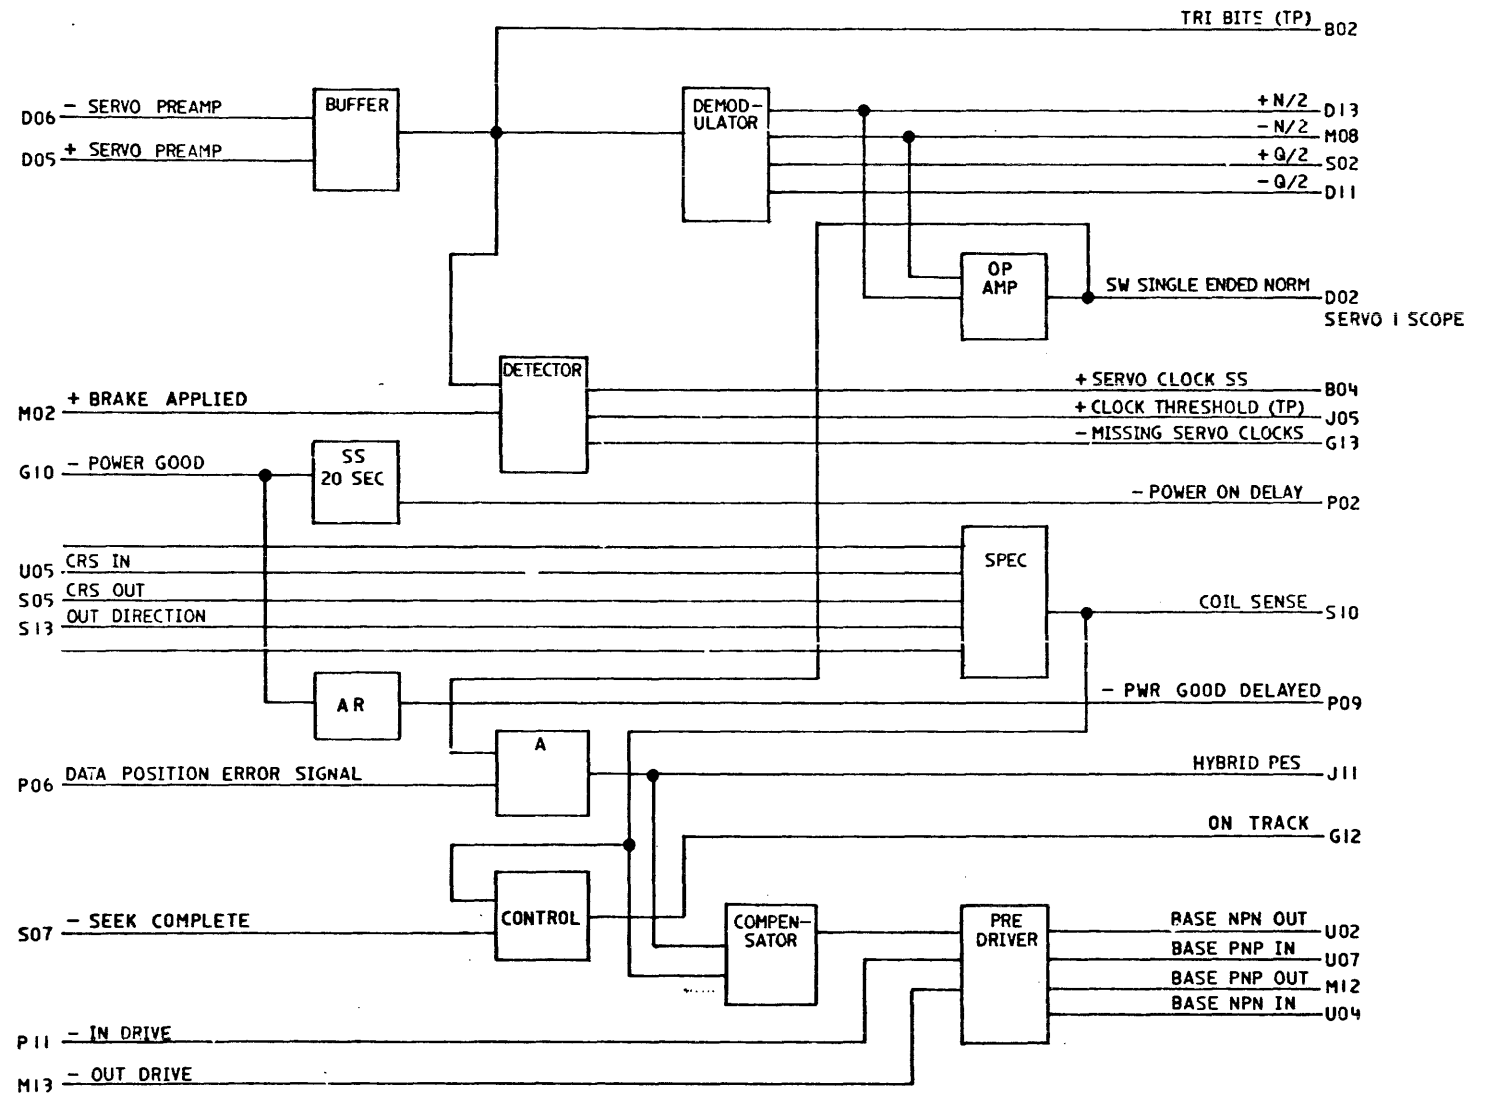 TRI BITS (TP)
B02
D06 - SERVO PREAMP
BUFFER
DEMOD-
ULATOR
+ N/2
D13
- N/2
M08
D05 + SERVO PREAMP
+ Q/2
S02
- Q/2
D11
OP
AMP
SW SINGLE ENDED NORM
D02
SERVO 1 SCOPE
DETECTOR
+ SERVO CLOCK SS
B04
M02 + BRAKE APPLIED
+ CLOCK THRESHOLD (TP)
J05
- MISSING SERVO CLOCKS
G13
G10 - POWER GOOD
SS
20 SEC
- POWER ON DELAY
P02
U05 CRS IN
SPEC
S05 CRS OUT
COIL SENSE
S10
S13 OUT DIRECTION
AR
- PWR GOOD DELAYED
P09
A
P06 DATA POSITION ERROR SIGNAL
HYBRID PES
J11
ON TRACK
G12
S07 - SEEK COMPLETE
CONTROL
COMPEN-
SATOR
PRE
DRIVER
BASE NPN OUT
U02
BASE PNP IN
U07
BASE PNP OUT
M12
BASE NPN IN
U04
P11 - IN DRIVE
M13 - OUT DRIVE